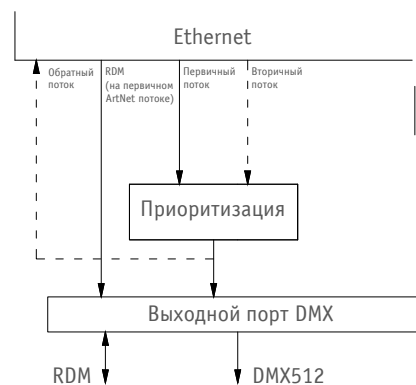 Ethernet
Обратный
поток
RDM
(на первичном
ArtNet потоке)
Первичный
поток
Вторичный
поток
Приоритизация
Выходной порт DMX
RDM
DMX512